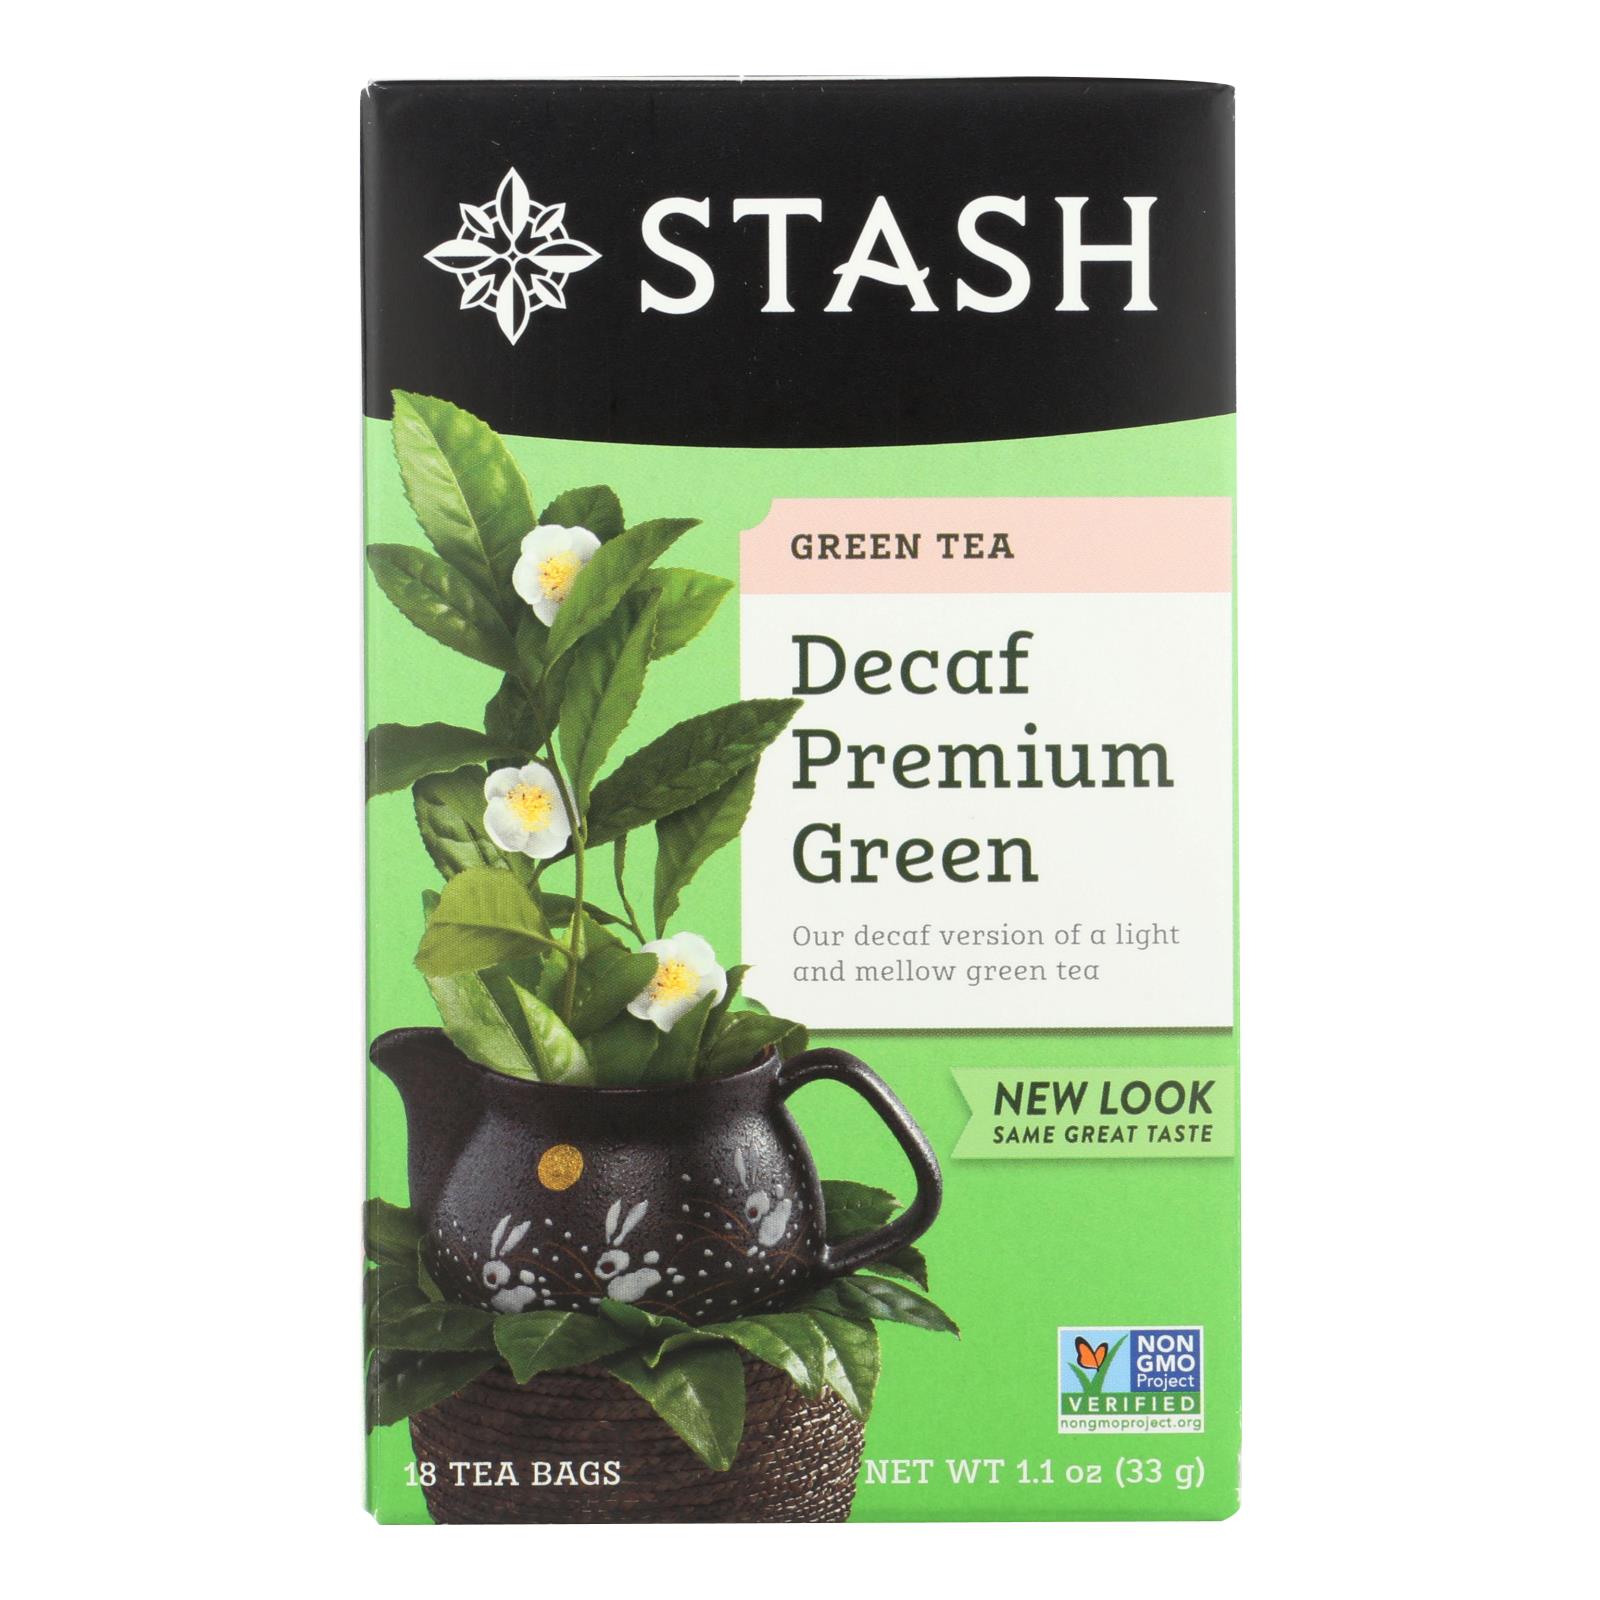 STASH
GREEN TEA
Decaf
Premium
Green
Our decaf version of a light
and mellow green tea
NEW LOOK
SAME GREAT TASTE
NON
GMO
Project
VERIFIED
nongmoproject.org
18 TEA BAGS
NET WT 1.1 oz (33 g)